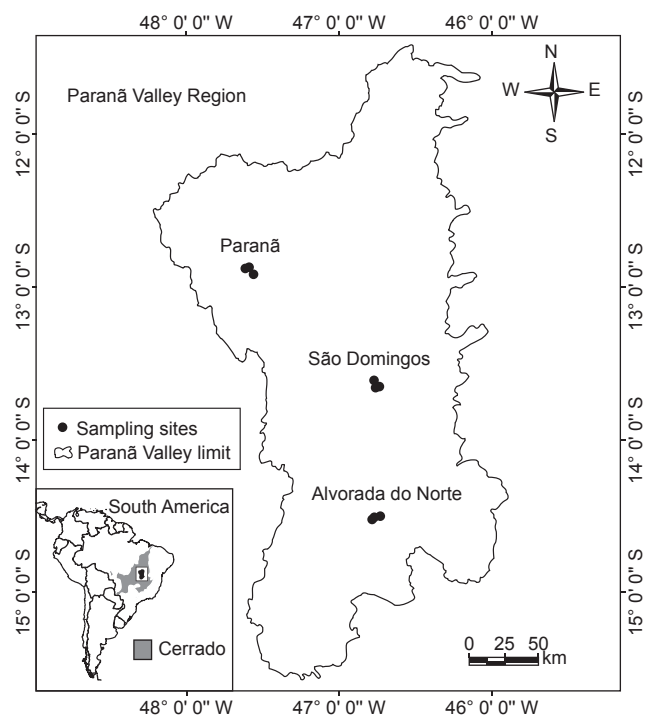 48° 0' 0'' W
47° 0' 0'' W
46° 0' 0'' W
Paranã Valley Region
N
W
E
S
12° 0' 0'' S
12° 0' 0'' S
Paranã
13° 0' 0'' S
13° 0' 0'' S
São Domingos
Sampling sites
Paranã Valley limit
14° 0' 0'' S
14° 0' 0'' S
Alvorada do Norte
South America
15° 0' 0'' S
15° 0' 0'' S
Cerrado
0 25 50
km
48° 0' 0'' W
47° 0' 0'' W
46° 0' 0'' W